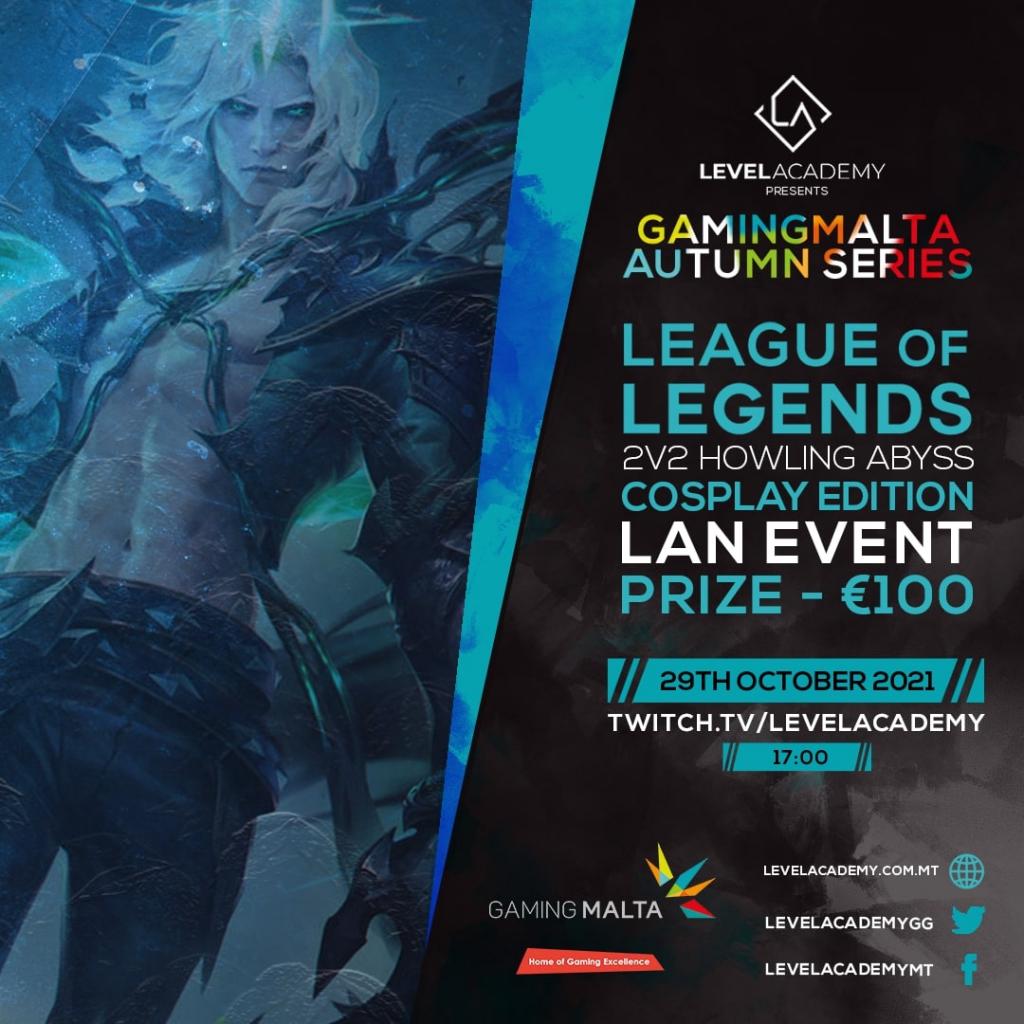 LA
LEVELACADEMY
PRESENTS
GAMINGMALTA
AUTUMN SERIES
LEAGUE OF
LEGENDS
2V2 HOWLING ABYSS
COSPLAY EDITION
LAN EVENT
PRIZE - €100
29TH OCTOBER 2021
TWITCH.TV/LEVELACADEMY
17:00
GAMING MALTA
Home of Gaming Excellence
LEVELACADEMY.COM.MT
LEVELACADEMYGG
LEVELACADEMYMT